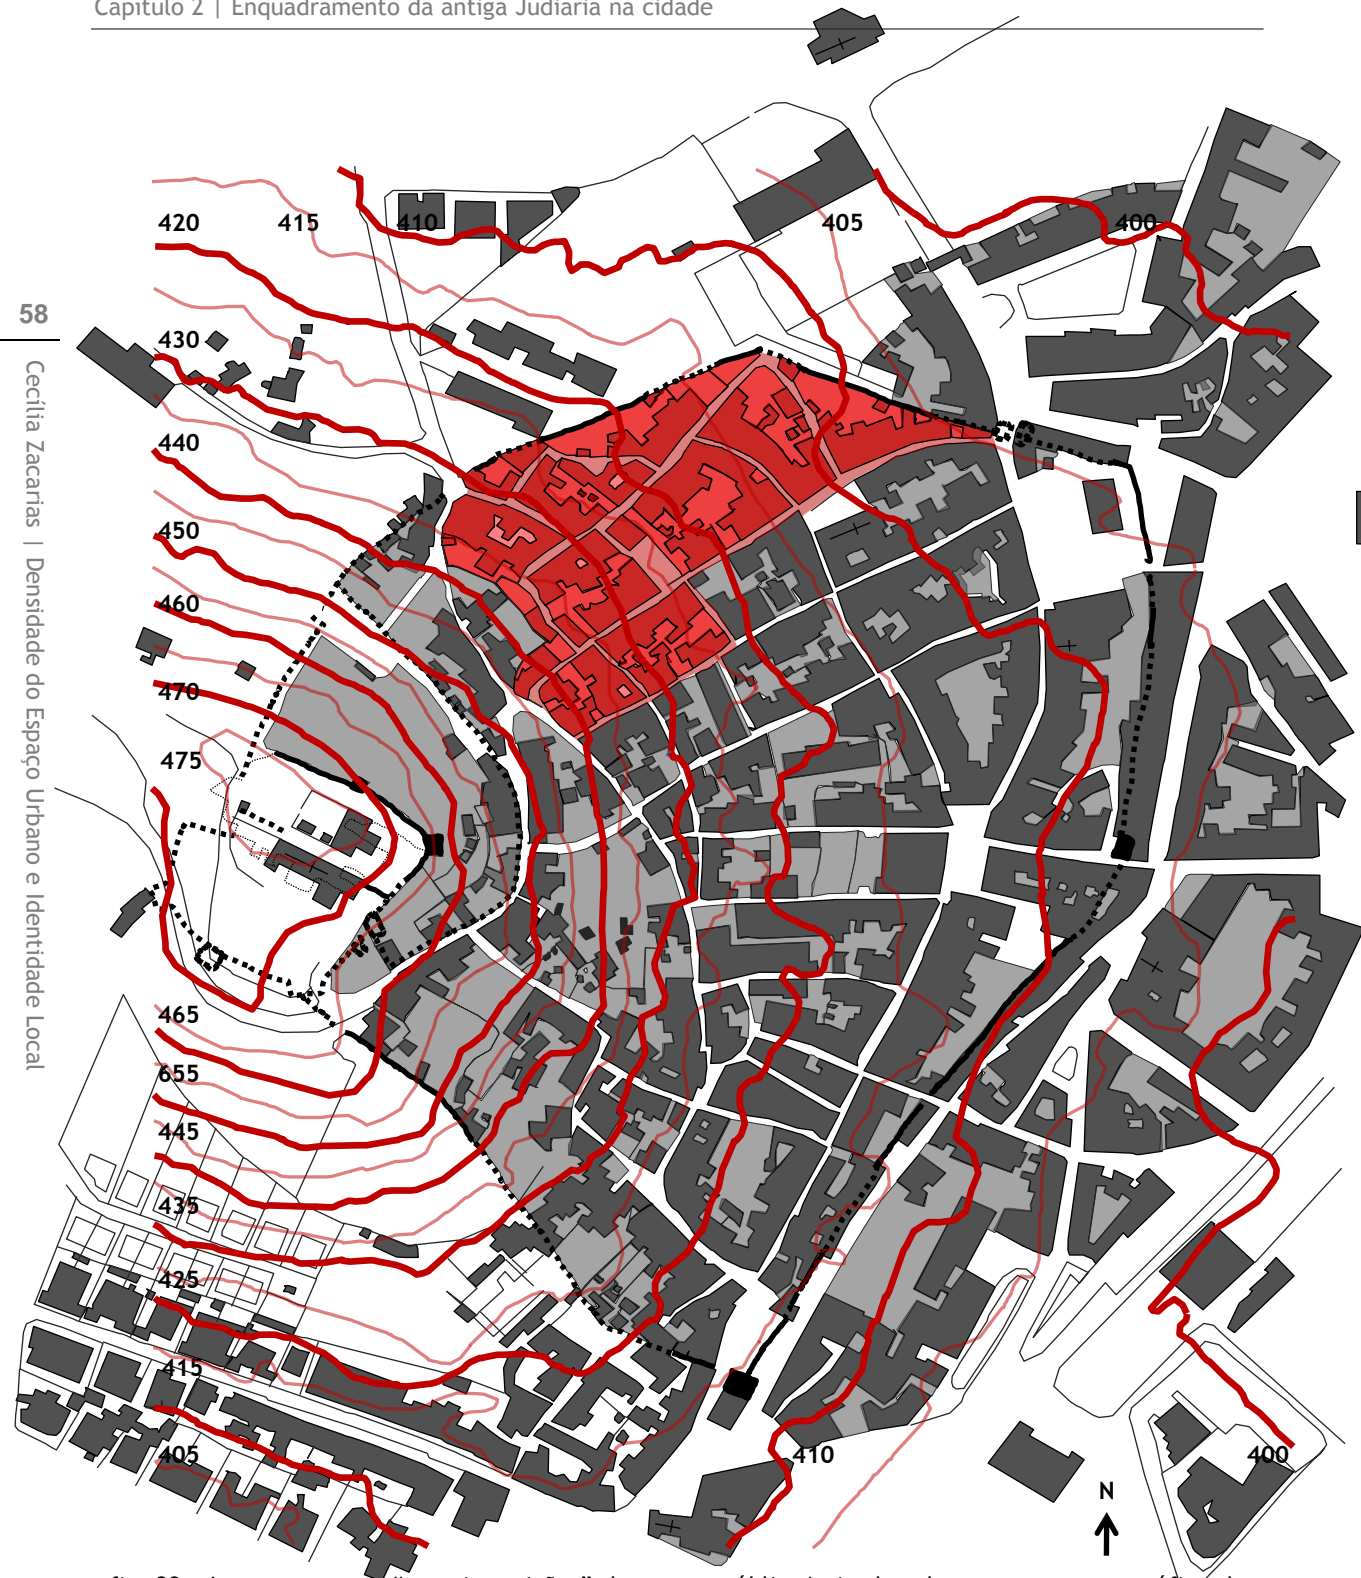 Capítulo 2 | Enquadramento da antiga Judiaria na cidade
58
Cecília Zacarias | Densidade do Espaço Urbano e Identidade Local
420 415 410 405 400
430
440
450
460
470
475
465
655
445
435
425
415
405 410 400
N